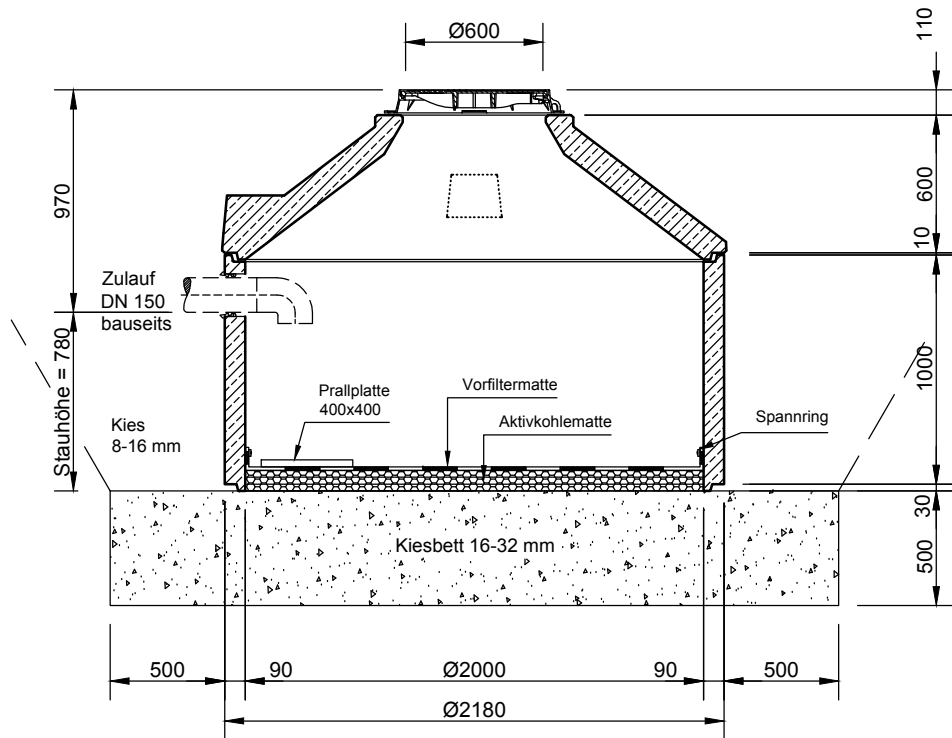 Ø600
110
970
600
10
Zulauf
DN 150
bauseits
Stauhöhe = 780
1000
Prallplatte
400x400
Vorfiltermatte
Aktivkohlematte
Spannring
Kies
8-16 mm
30
Kiesbett 16-32 mm
500
500
90
Ø2000
90
500
Ø2180